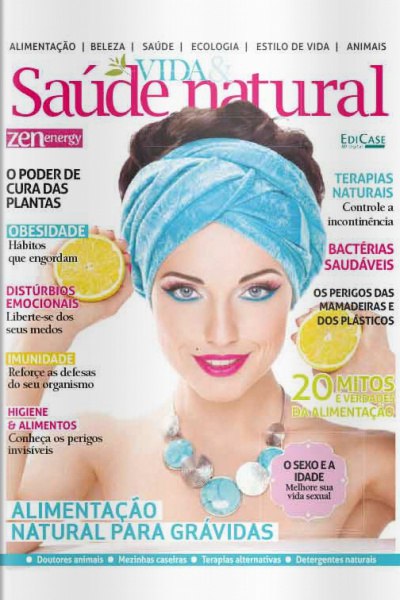 ALIMENTAÇÃO | BELEZA | SAÚDE | ECOLOGIA | ESTILO DE VIDA | ANIMAIS
VIDA&
Saúde natural
zenenergy
EDICASE
O PODER DE
CURA DAS
PLANTAS
OBESIDADE
Hábitos
que engordam
DISTÚRBIOS
EMOCIONAIS
Liberte-se dos
seus medos
IMUNIDADE
Reforçe as defesas
do seu organismo
HIGIENE
& ALIMENTOS
Conheça os perigos
invisíveis
TERAPIAS
NATURAIS
Controle a
incontinência
BACTÉRIAS
SAUDÁVEIS
OS PERIGOS DAS
MAMADEIRAS E
DOS PLÁSTICOS
20 MITOS
E VERDADES
DA ALIMENTAÇÃO
O SEXO E A
IDADE
Melhore sua
vida sexual
ALIMENTAÇÃO
NATURAL PARA GRÁVIDAS
• Doutores animais • Mezinhas caseiras • Terapias alternativas • Detergentes naturais